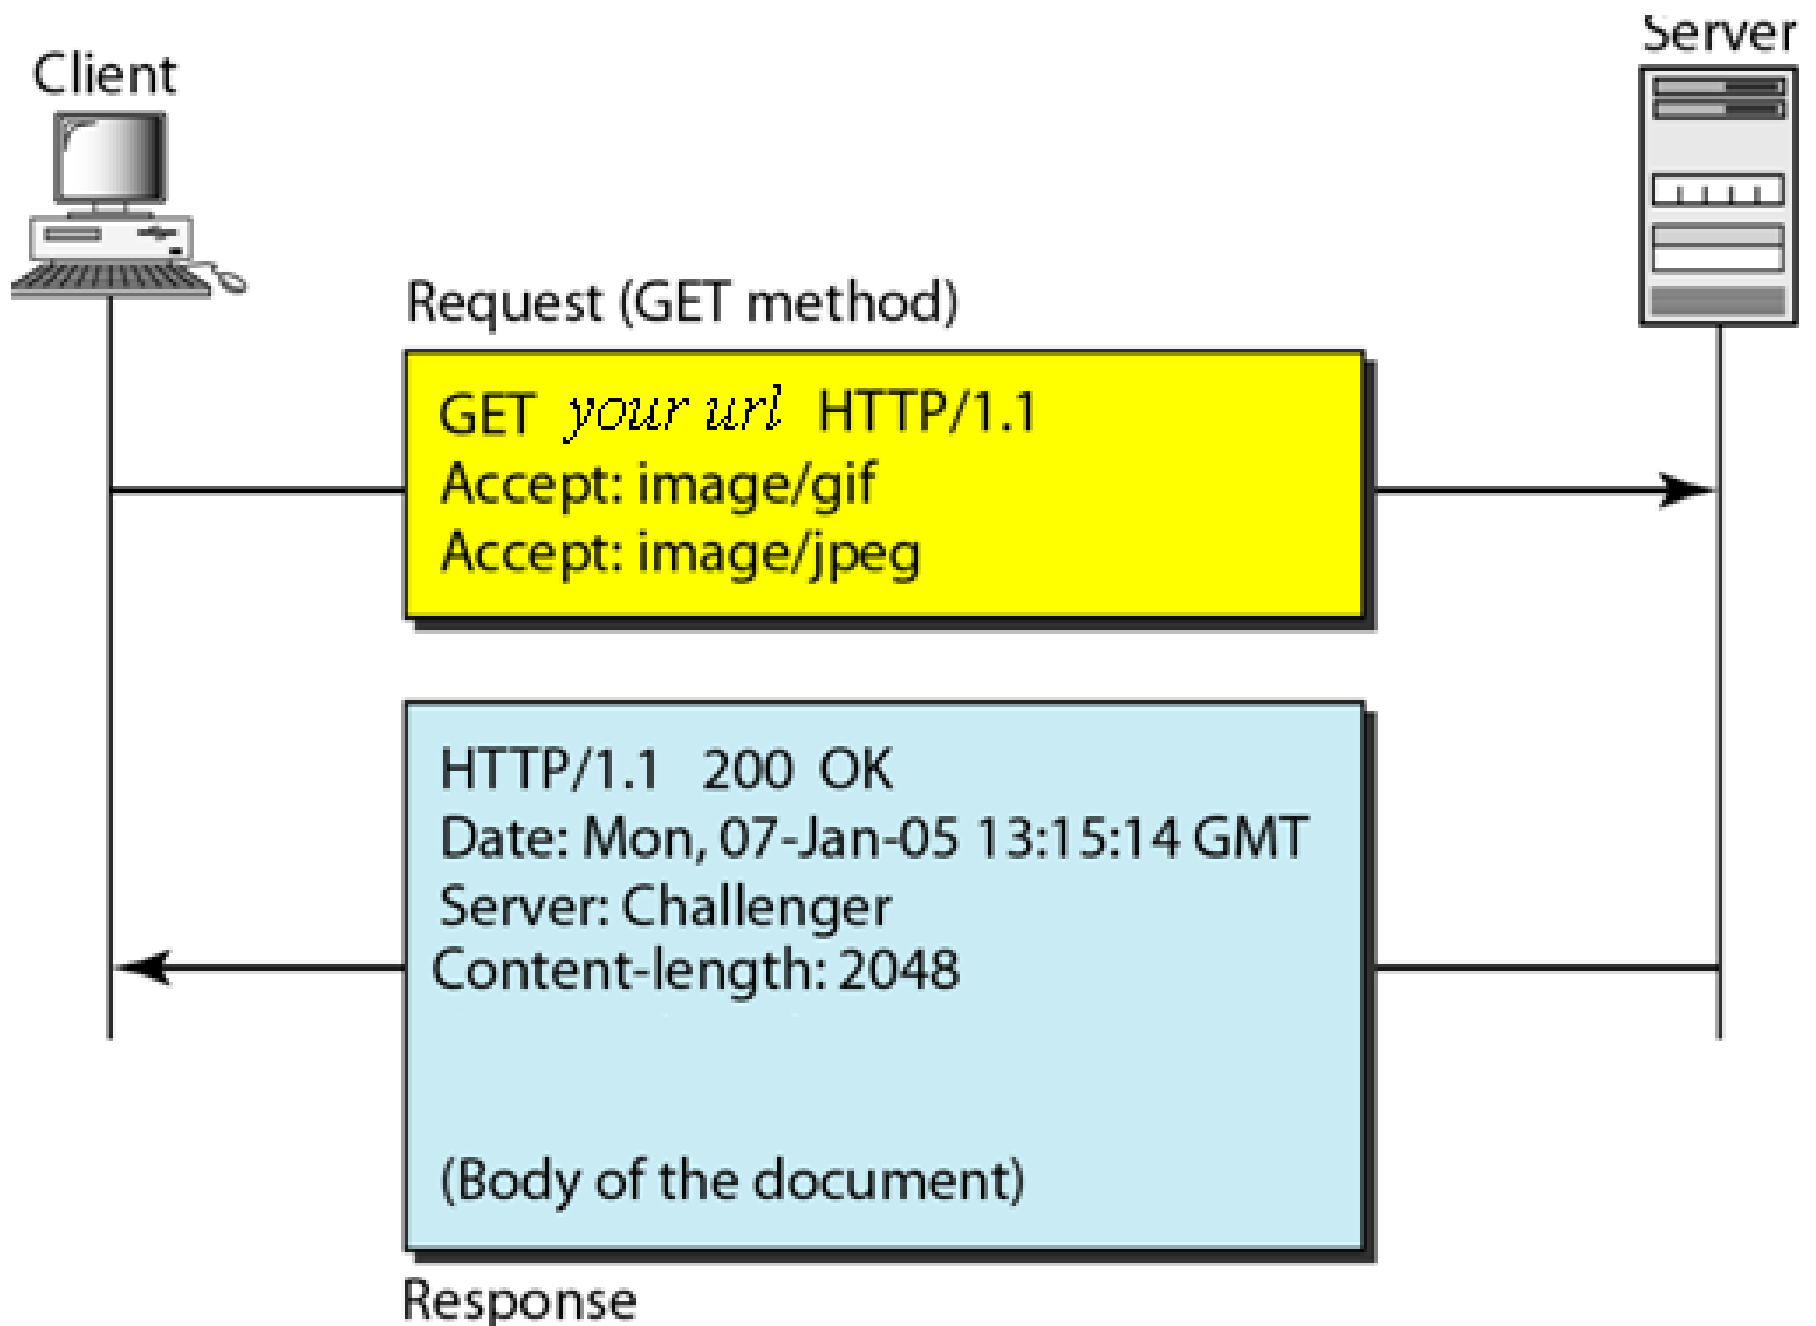 Client
Server
Request (GET method)
GET your url HTTP/1.1
Accept: image/gif
Accept: image/jpeg
HTTP/1.1 200 OK
Date: Mon, 07-Jan-05 13:15:14 GMT
Server: Challenger
Content-length: 2048
(Body of the document)
Response